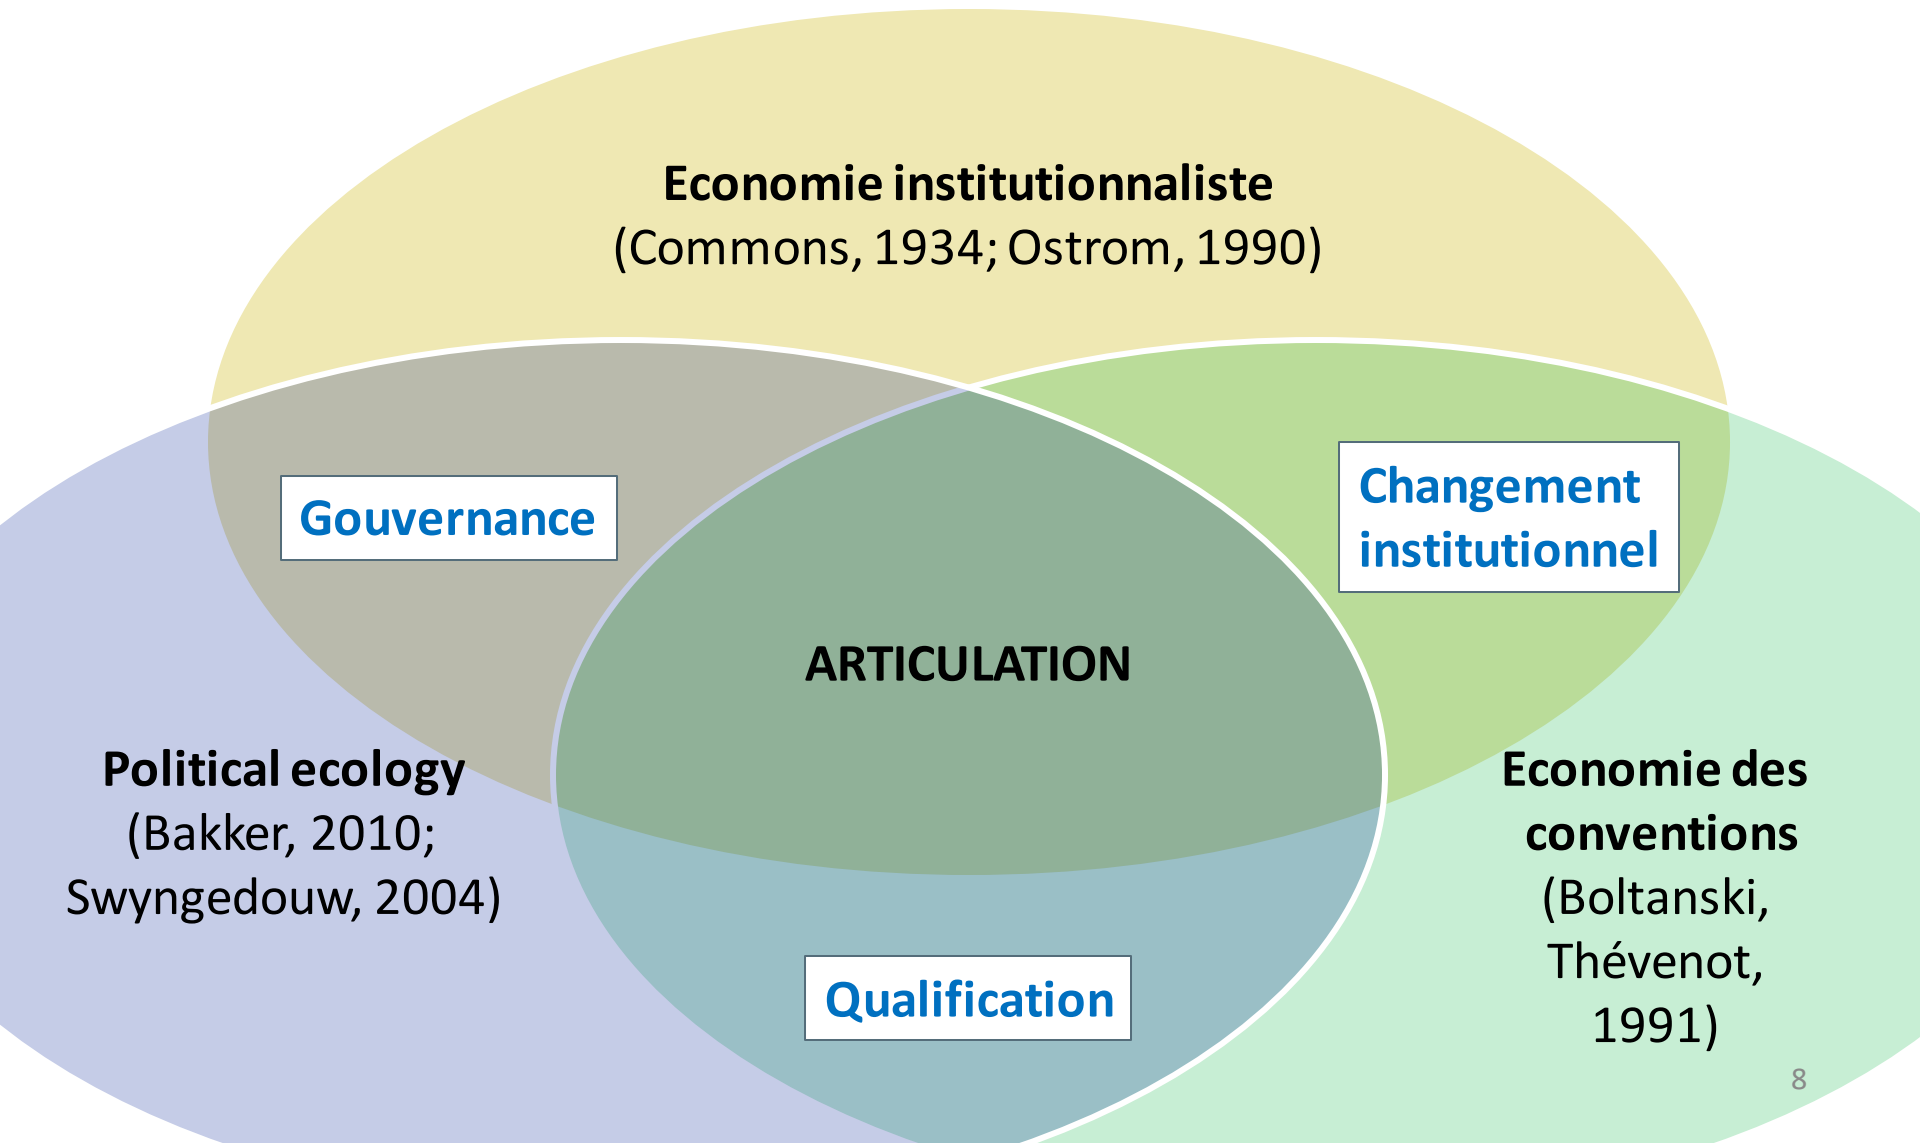 Economie institutionnaliste
(Commons, 1934; Ostrom, 1990)
Gouvernance
Changement
institutionnel
ARTICULATION
Political ecology
(Bakker, 2010;
Swyngedouw, 2004)
Economie des
conventions
(Boltanski,
Thévenot,
1991)
Qualification
8